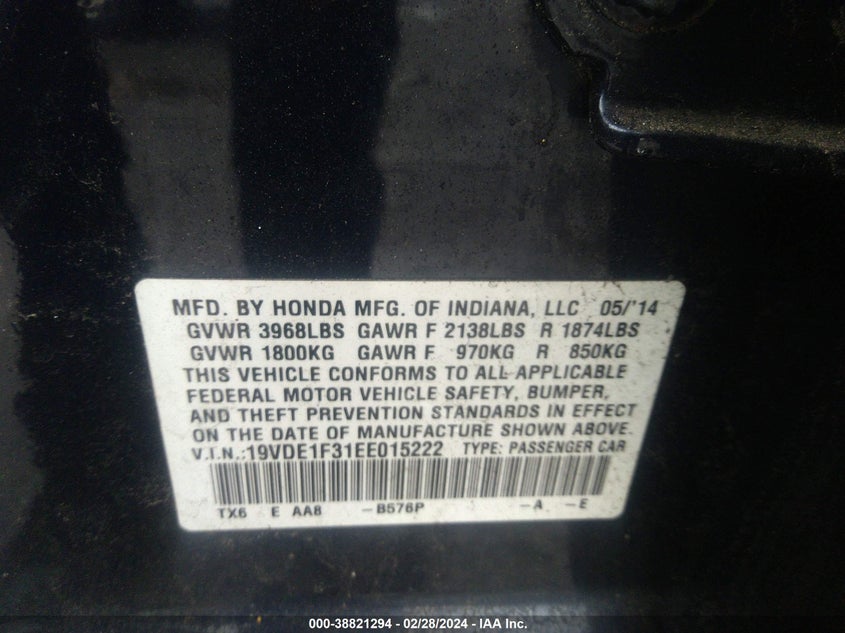 MFD. BY HONDA MFG. OF INDIANA, LLC 05/'14
GVWR 3968LBS GAWR F 2138LBS R 1874LBS
GVWR 1800KG GAWR F 970KG R 850KG
THIS VEHICLE CONFORMS TO ALL APPLICABLE
FEDERAL MOTOR VEHICLE SAFETY, BUMPER,
AND THEFT PREVENTION STANDARDS IN EFFECT
ON THE DATE OF MANUFACTURE SHOWN ABOVE.
V.I.N.:19VDE1F31EE015222 TYPE: PASSENGER CAR
TX6 E AA8 -B576P -A -E
000-38821294 - 02/28/2024 - IAA Inc.